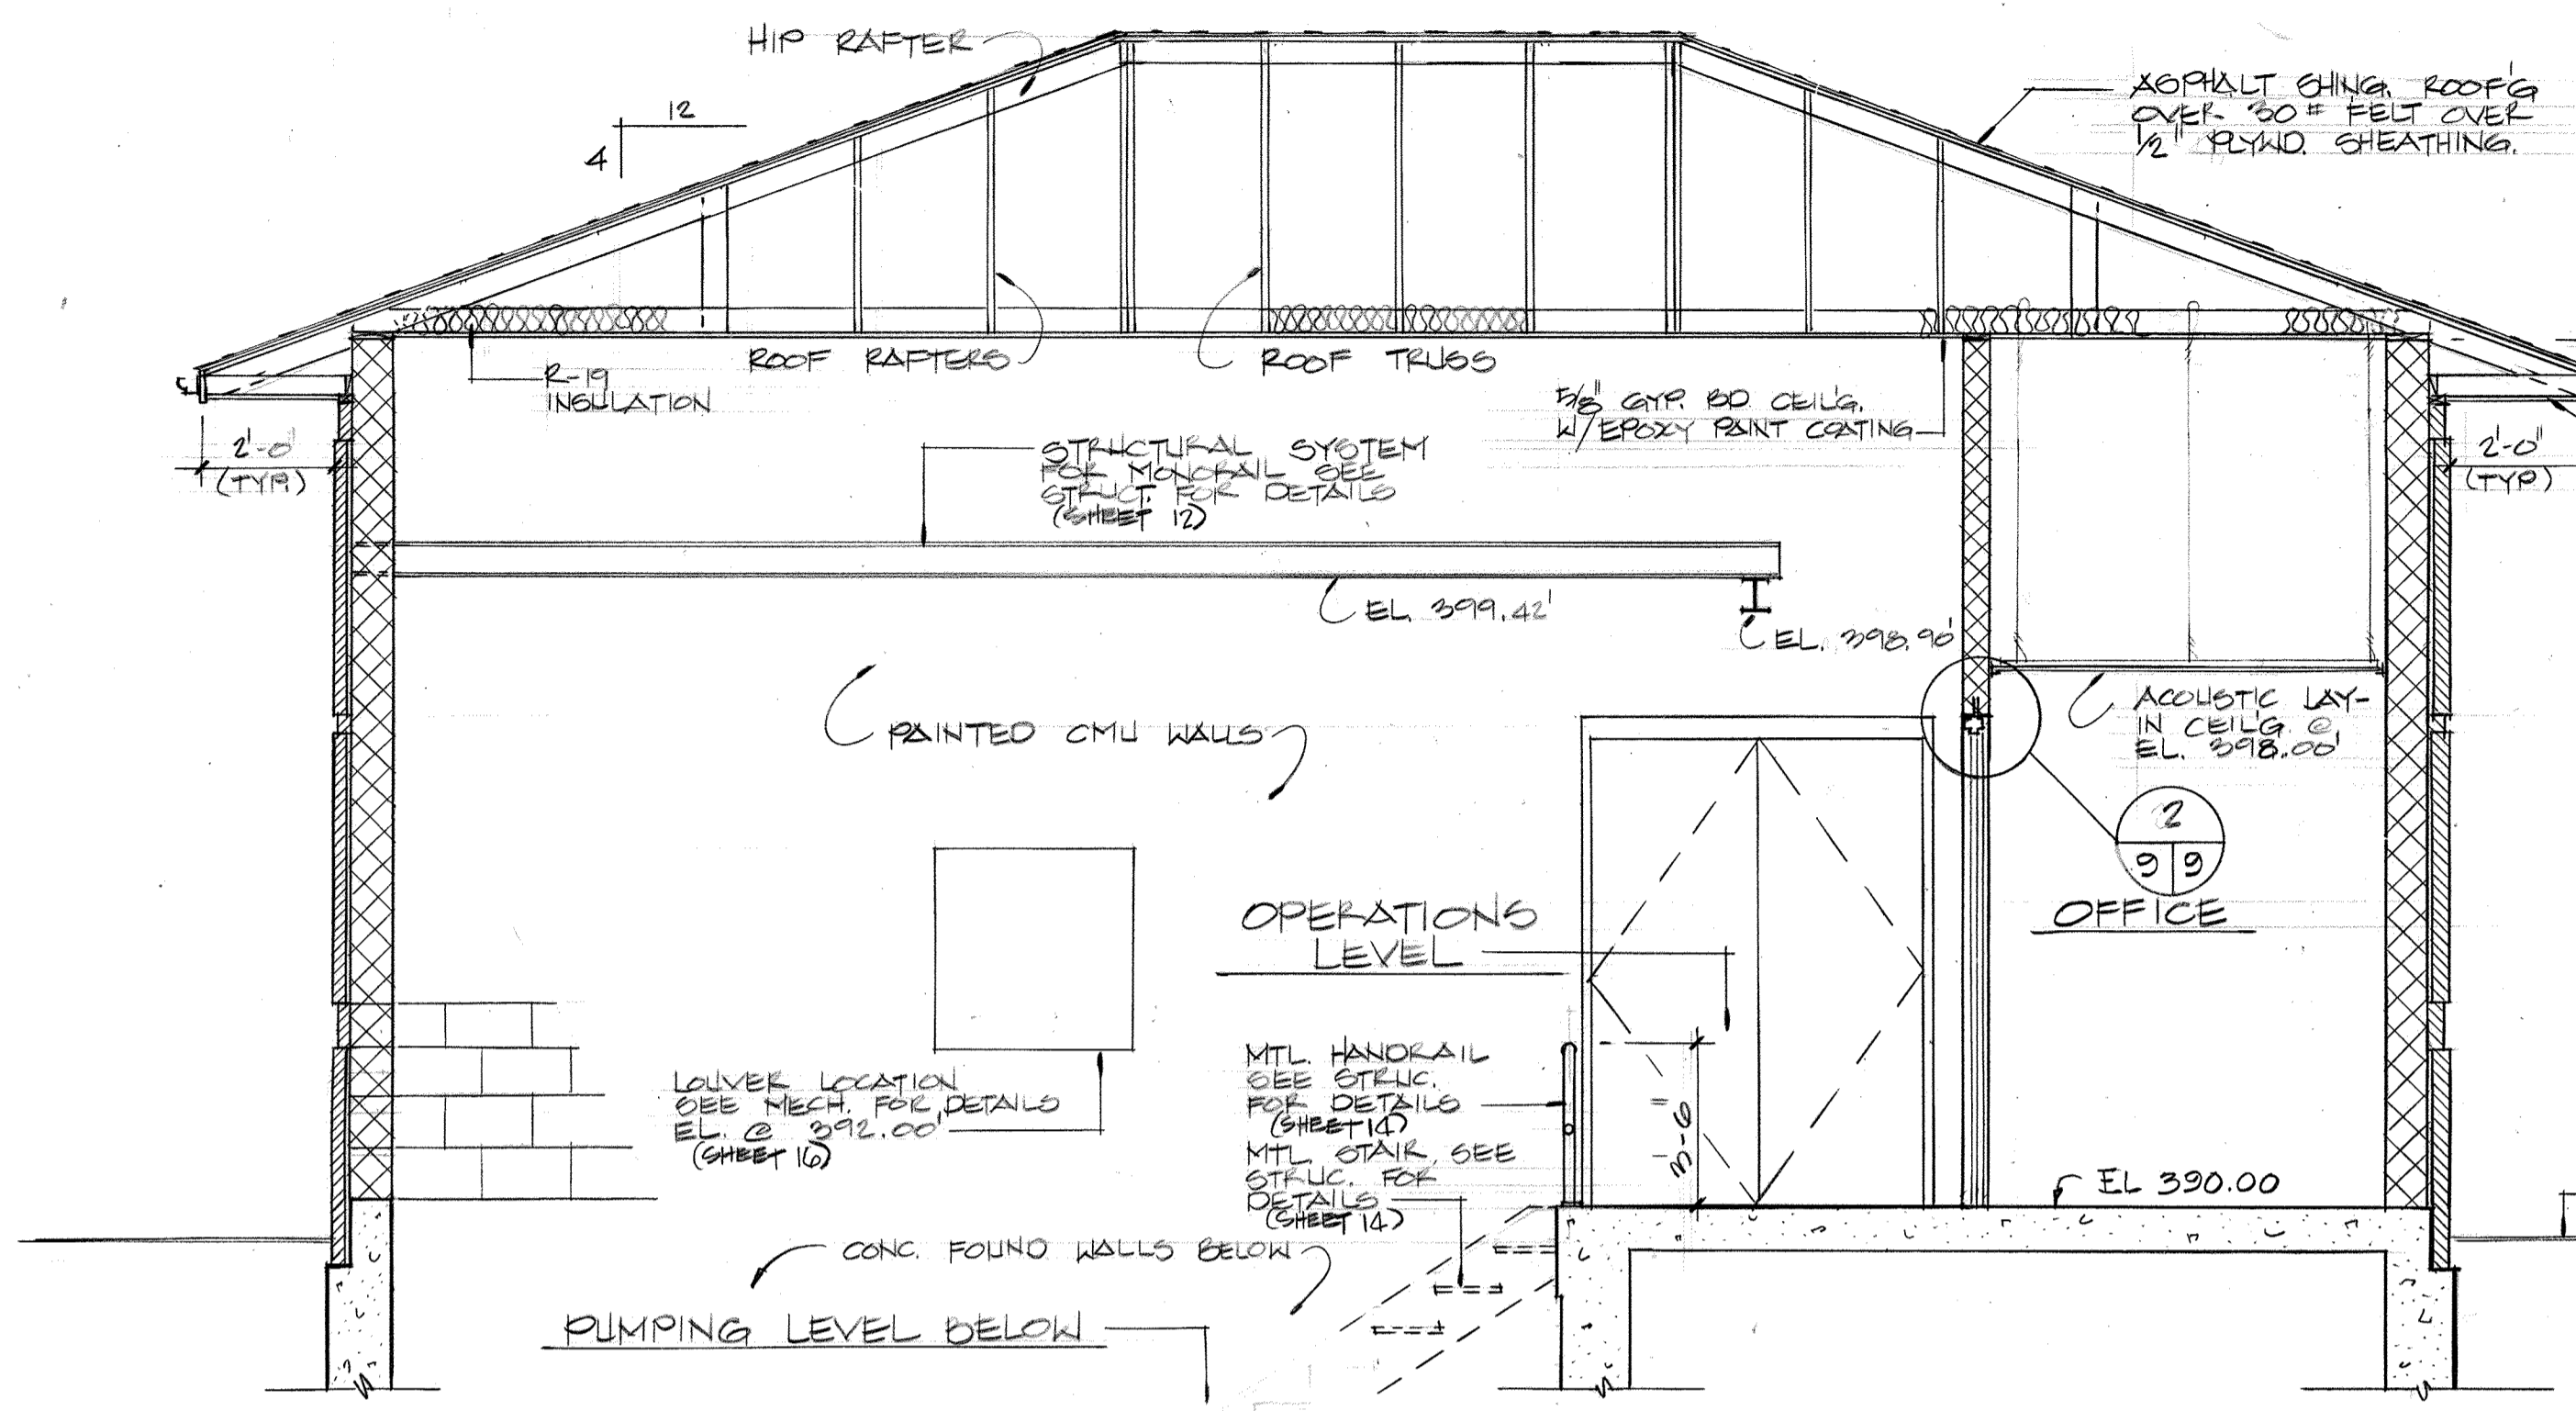 HIP RAFTER
12
4
ASPHALT SHING. ROOF'G
OVER 30# FELT OVER
1/2" PLYWD. SHEATHING.
ROOF RAFTERS
ROOF TRUSS
R-19
INSULATION
5/8" GYP. BD CEIL'G.
W/EPOXY PAINT COATING
2'-0"
(TYP.)
STRUCTURAL SYSTEM
FOR MONORAIL SEE
STRUCT. FOR DETAILS
(SHEET 12)
2'-0"
(TYP.)
EL. 399.42'
EL. 398.90'
PAINTED CMU WALLS
ACOUSTIC LAY-
IN CEIL'G @
EL. 398.00'
2
9 9
OFFICE
OPERATIONS
LEVEL
LOUVER LOCATION
SEE MECH. FOR DETAILS
EL. @ 392.00'
(SHEET 16)
MTL. HANDRAIL
SEE STRUC.
FOR DETAILS
(SHEET 14)
MTL. STAIR, SEE
STRUC. FOR
DETAILS
(SHEET 14)
3'-6"
EL 390.00
CONC. FOUND WALLS BELOW
PUMPING LEVEL BELOW